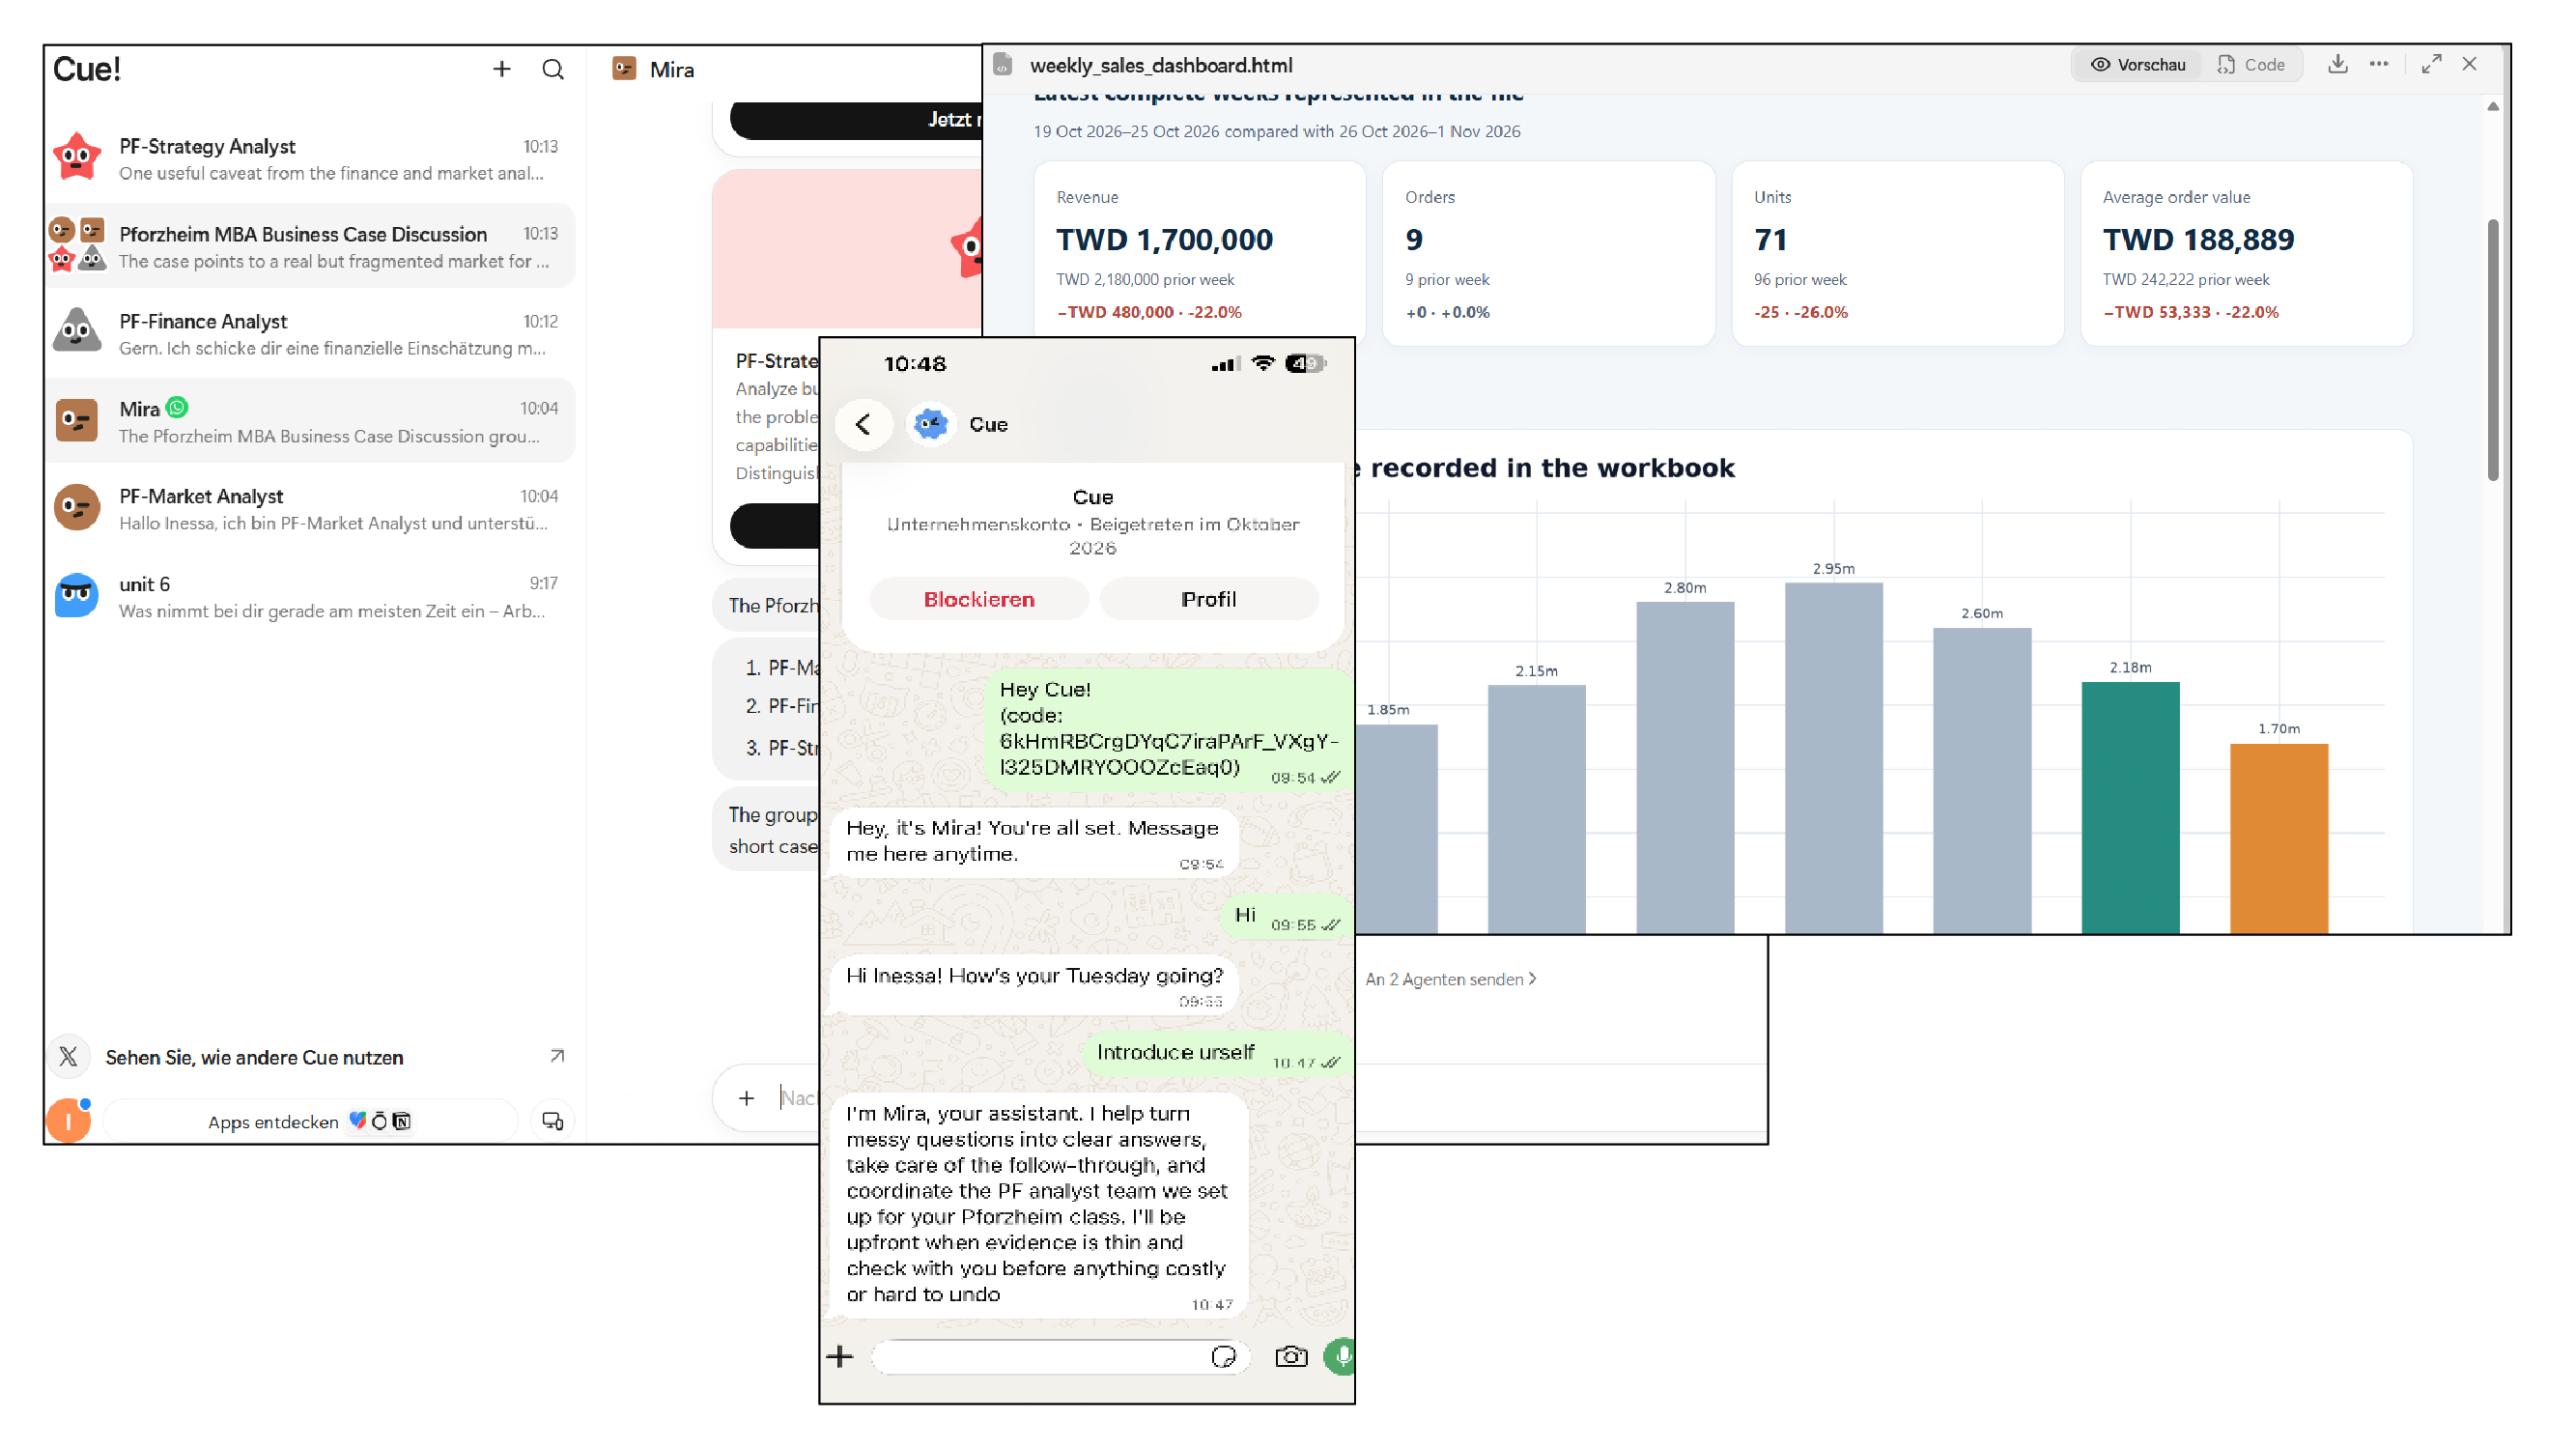 Cue!
PF-Strategy Analyst 10:13
One useful caveat from the finance and market anal...
Pforzheim MBA Business Case Discussion 10:13
The case points to a real but fragmented market for ...
PF-Finance Analyst 10:12
Gern. Ich schicke dir eine finanzielle Einschätzung m...
Mira 10:04
The Pforzheim MBA Business Case Discussion grou...
PF-Market Analyst 10:04
Hallo Inessa, ich bin PF-Market Analyst und unterstü...
unit 6 9:17
Was nimmt bei dir gerade am meisten Zeit ein – Arb...
Sehen Sie, wie andere Cue nutzen
I
Apps entdecken
Mira
Jetzt
PF-Strate
Analyze bu
the proble
capabilitie
Distinguis
The Pforzh
1. PF-Ma
2. PF-Fin
3. PF-Str
The group
short case
Nac
An 2 Agenten senden
weekly_sales_dashboard.html
Vorschau
Code
Latest complete weeks represented in the file
19 Oct 2026–25 Oct 2026 compared with 26 Oct 2026–1 Nov 2026
Revenue
TWD 1,700,000
TWD 2,180,000 prior week
−TWD 480,000 · -22.0%
Orders
9
9 prior week
+0 · +0.0%
Units
71
96 prior week
-25 · -26.0%
Average order value
TWD 188,889
TWD 242,222 prior week
−TWD 53,333 · -22.0%
e recorded in the workbook
1.85m
2.15m
2.80m
2.95m
2.60m
2.18m
1.70m
10:48
49
Cue
Cue
Unternehmenskonto · Beigetreten im Oktober
2026
Blockieren
Profil
Hey Cue!
(code:
6kHmRBCrgDYqC7iraPArF_VXgY-
I325DMRYOOOZcEaq0)
09:54
Hey, it's Mira! You're all set. Message
me here anytime.
09:54
Hi
09:55
Hi Inessa! How's your Tuesday going?
09:55
Introduce urself
10:47
I'm Mira, your assistant. I help turn
messy questions into clear answers,
take care of the follow-through, and
coordinate the PF analyst team we set
up for your Pforzheim class. I'll be
upfront when evidence is thin and
check with you before anything costly
or hard to undo
10:47